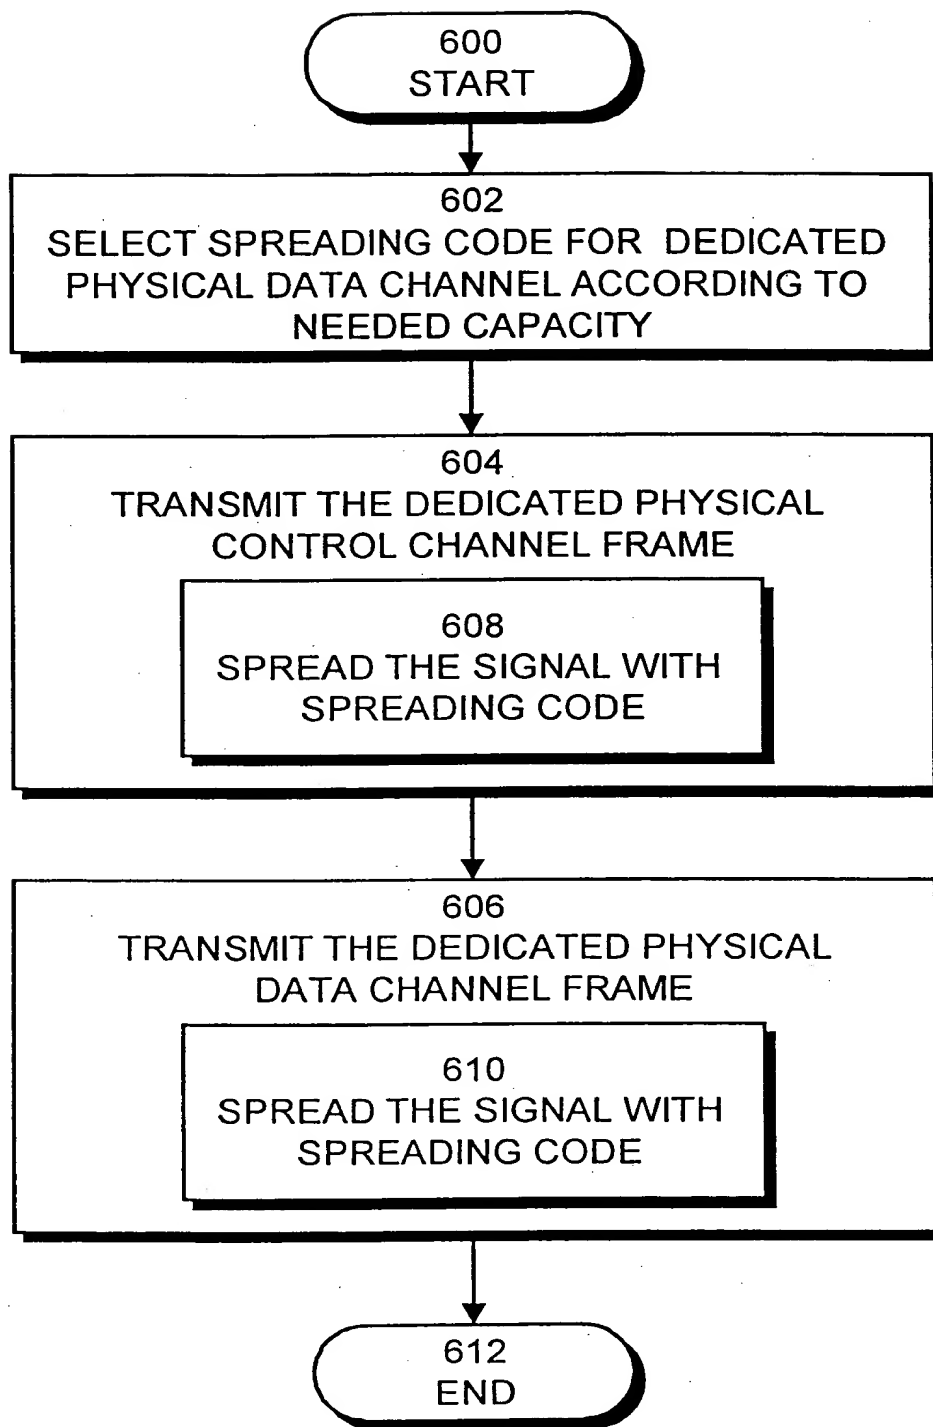 600
START
602
SELECT SPREADING CODE FOR DEDICATED
PHYSICAL DATA CHANNEL ACCORDING TO
NEEDED CAPACITY
604
TRANSMIT THE DEDICATED PHYSICAL
CONTROL CHANNEL FRAME
608
SPREAD THE SIGNAL WITH
SPREADING CODE
606
TRANSMIT THE DEDICATED PHYSICAL
DATA CHANNEL FRAME
610
SPREAD THE SIGNAL WITH
SPREADING CODE
612
END